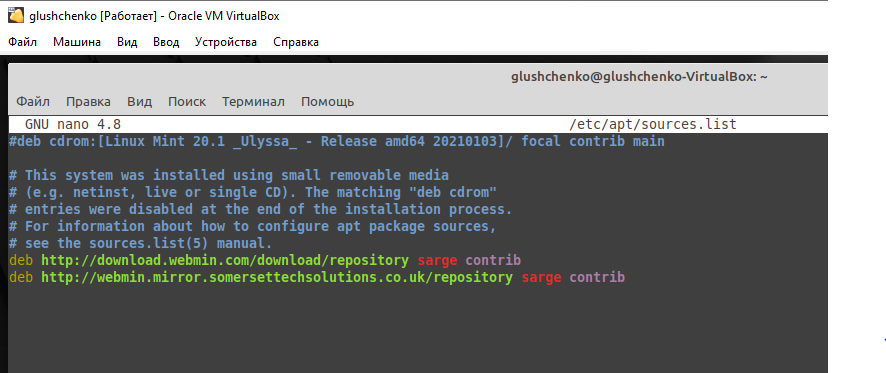 glushchenko [Работает] - Oracle VM VirtualBox
Файл Машина Вид Ввод Устройства Справка
glushchenko@glushchenko-VirtualBox: ~
Файл Правка Вид Поиск Терминал Помощь
GNU nano 4.8 /etc/apt/sources.list
#deb cdrom:[Linux Mint 20.1 _Ulyssa_ - Release amd64 20210103]/ focal contrib main
# This system was installed using small removable media
# (e.g. netinst, live or single CD). The matching "deb cdrom"
# entries were disabled at the end of the installation process.
# For information about how to configure apt package sources,
# see the sources.list(5) manual.
deb http://download.webmin.com/download/repository sarge contrib
deb http://webmin.mirror.somersettechsolutions.co.uk/repository sarge contrib